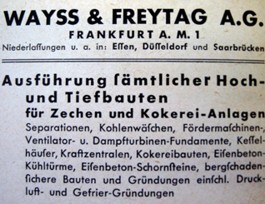 WAYSS & FREYTAG A.G.
FRANKFURT A. M. 1
Niederlaſſungen u. a. in: Eſſen, Düſſeldorf und Saarbrücken
Ausführung ſämtlicher Hoch-
und Tiefbauten
für Zechen und Kokerei-Anlagen
Separationen, Kohlenwäſchen, Fördermaſchinen-,
Ventilator- u. Dampfturbinen-Fundamente, Keſſel-
häuſer, Kraftzentralen, Kokereibauten, Eiſenbeton-
Kühltürme, Eiſenbeton-Schornſteine, bergſchaden-
ſichere Bauten und Gründungen einſchl. Druck-
luft- und Gefrier-Gründungen